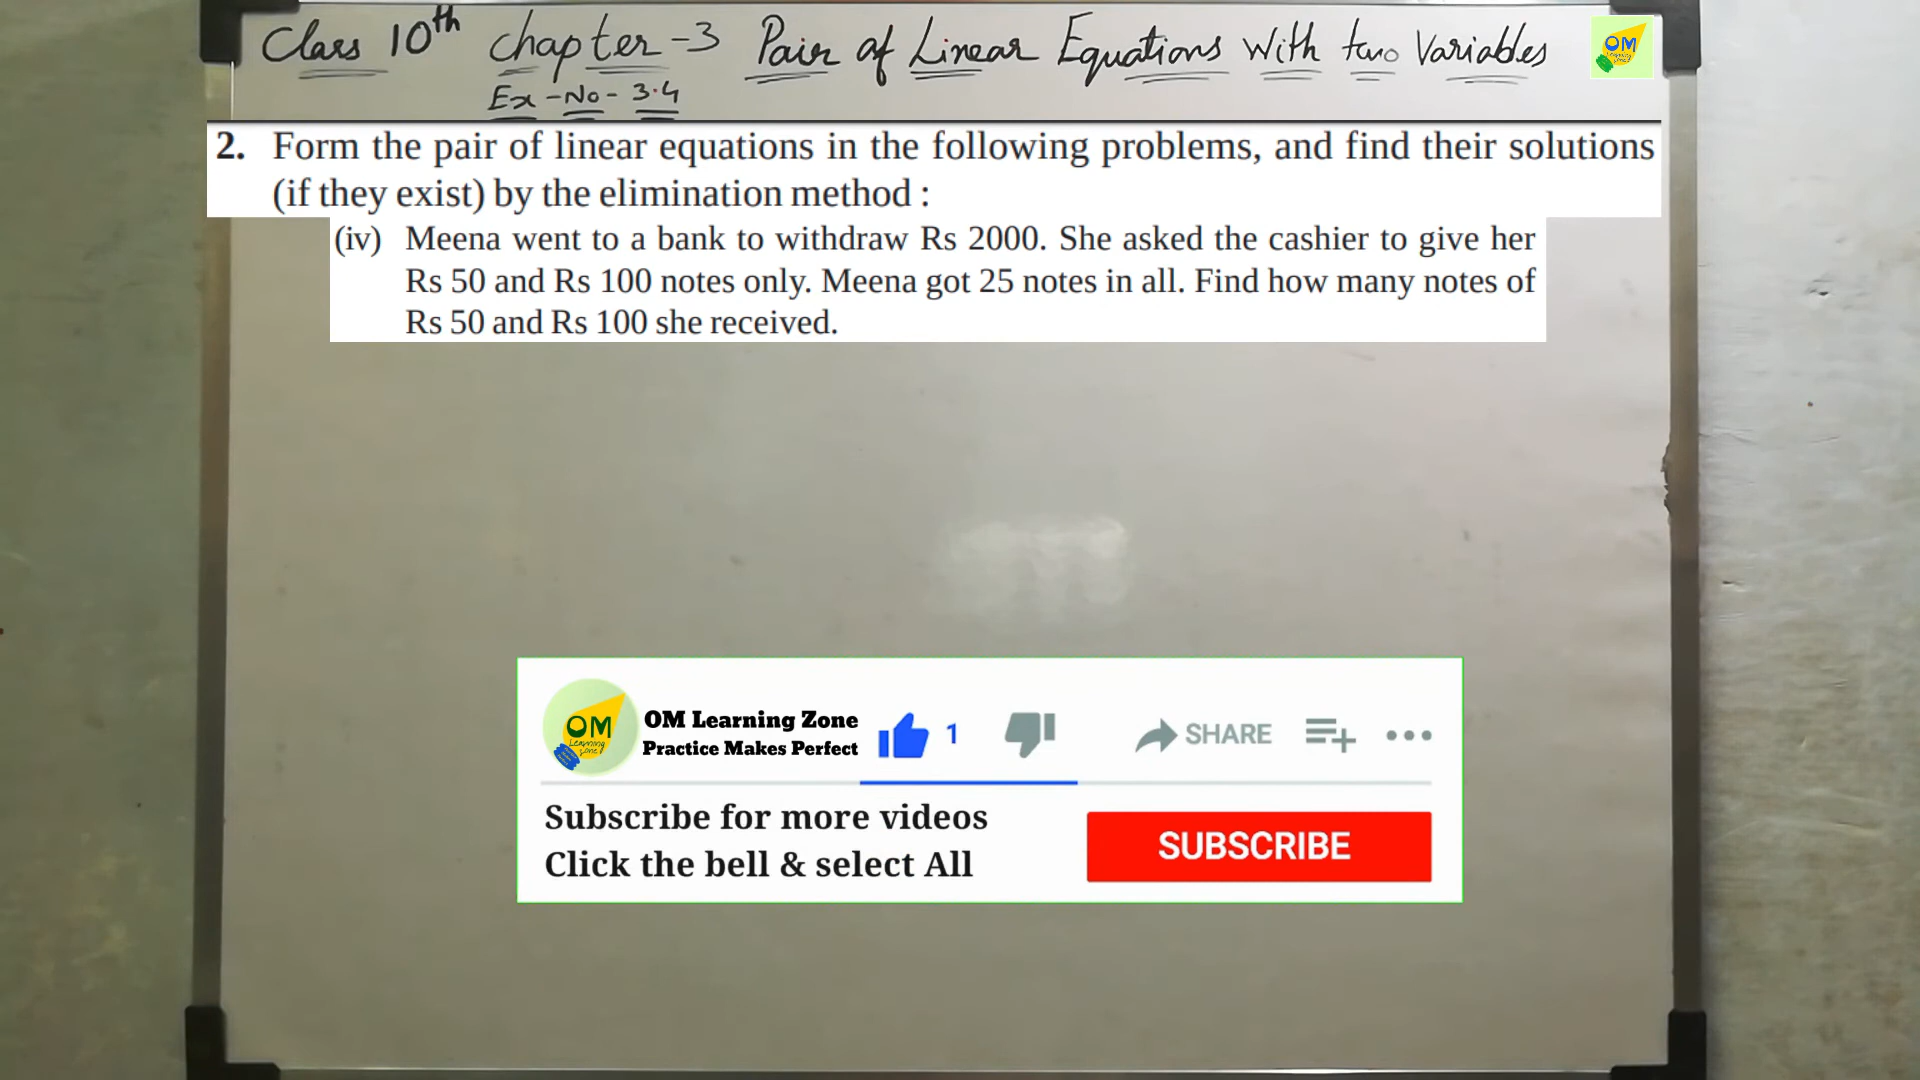 Class 10th chapter-3 Pair of Linear Equations With two Variables
Ex-No-3.4
OM
Learning
Zone
2. Form the pair of linear equations in the following problems, and find their solutions
(if they exist) by the elimination method :
(iv) Meena went to a bank to withdraw Rs 2000. She asked the cashier to give her
Rs 50 and Rs 100 notes only. Meena got 25 notes in all. Find how many notes of
Rs 50 and Rs 100 she received.
OM
Learning
Zone
OM Learning Zone
Practice Makes Perfect
1
SHARE
Subscribe for more videos
Click the bell & select All
SUBSCRIBE